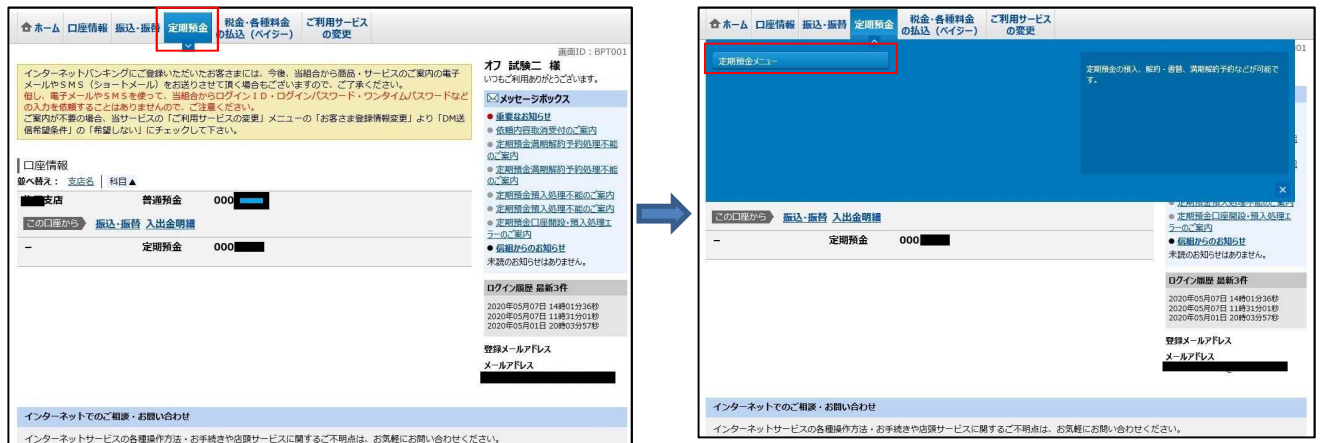 ホーム 口座情報 振込・振替 定期預金 税金・各種料金の払込（ペイジー） ご利用サービスの変更
画面ID：BPT001
インターネットバンキングにご登録いただいたお客さまには、今後、当組合から商品・サービスのご案内の電子
メールやSMS（ショートメール）をお送りさせて頂く場合もございますので、ご了承ください。
但し、電子メールやSMSを使って、当組合からログインID・ログインパスワード・ワンタイムパスワードなど
の入力を依頼することはありませんので、ご注意ください。
ご案内が不要の場合、当サービスの「ご利用サービスの変更」メニューの「お客さま登録情報変更」より「DM送
信希望条件」の「希望しない」にチェックして下さい。
口座情報
並べ替え： 支店名 科目▲
支店 普通預金 000
この口座から 振込・振替 入出金明細
− 定期預金 000
オフ 試験二 様
いつもご利用ありがとうございます。
メッセージボックス
重要なお知らせ
依頼内容取消受付のご案内
定期預金満期解約予約処理不能
のご案内
定期預金満期解約予約処理不能
のご案内
定期預金預入処理不能のご案内
定期預金預入処理不能のご案内
定期預金口座開設・預入処理エ
ラーのご案内
信組からのお知らせ
未読のお知らせはありません。
ログイン履歴 最新3件
2020年05月07日 14時01分36秒
2020年05月07日 11時31分01秒
2020年05月01日 20時03分57秒
登録メールアドレス
メールアドレス
インターネットでのご相談・お問い合わせ
インターネットサービスの各種操作方法・お手続きや店頭サービスに関するご不明点は、お気軽にお問い合わせください。
ホーム 口座情報 振込・振替 定期預金 税金・各種料金の払込（ペイジー） ご利用サービスの変更
01
定期預金メニュー
定期預金の預入、解約・書替、満期解約予約などが可能で
す。
×
この口座から 振込・振替 入出金明細
− 定期預金 000
定期預金預入処理不能のご案内
定期預金口座開設・預入処理エ
ラーのご案内
信組からのお知らせ
未読のお知らせはありません。
ログイン履歴 最新3件
2020年05月07日 14時01分36秒
2020年05月07日 11時31分01秒
2020年05月01日 20時03分57秒
登録メールアドレス
メールアドレス
インターネットでのご相談・お問い合わせ
インターネットサービスの各種操作方法・お手続きや店頭サービスに関するご不明点は、お気軽にお問い合わせください。